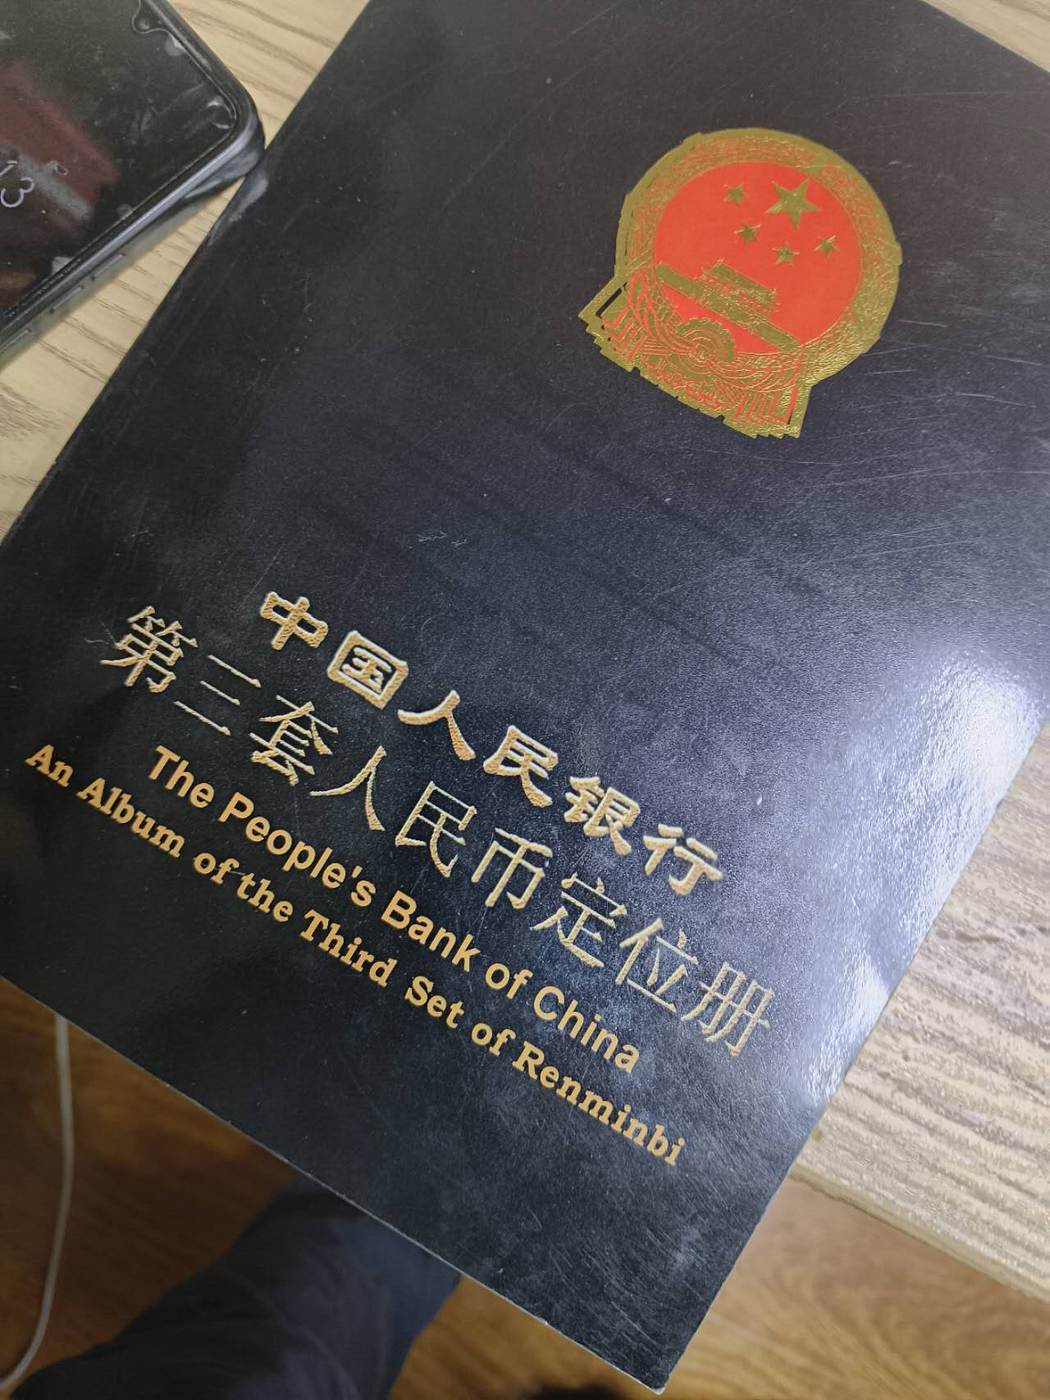 13
中国人民银行
第三套人民币定位册
The People's Bank of China
An Album of the Third Set of Renminbi